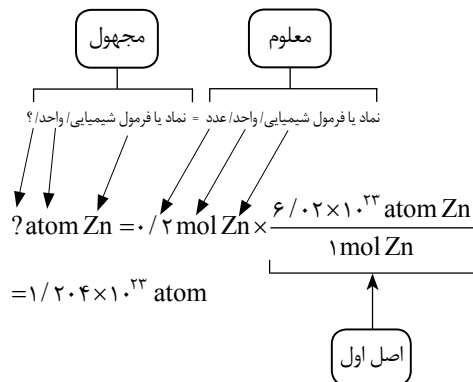 مجهول
معلوم
نماد یا فرمول شیمیایی/ واحد/ ؟ = نماد یا فرمول شیمیایی/ واحد/ عدد
? atom Zn = ۰/۲ mol Zn × ۶/۰۲×۱۰^۲۳ atom Zn
۱ mol Zn
= ۱/۲۰۴×۱۰^۲۳ atom
اصل اول